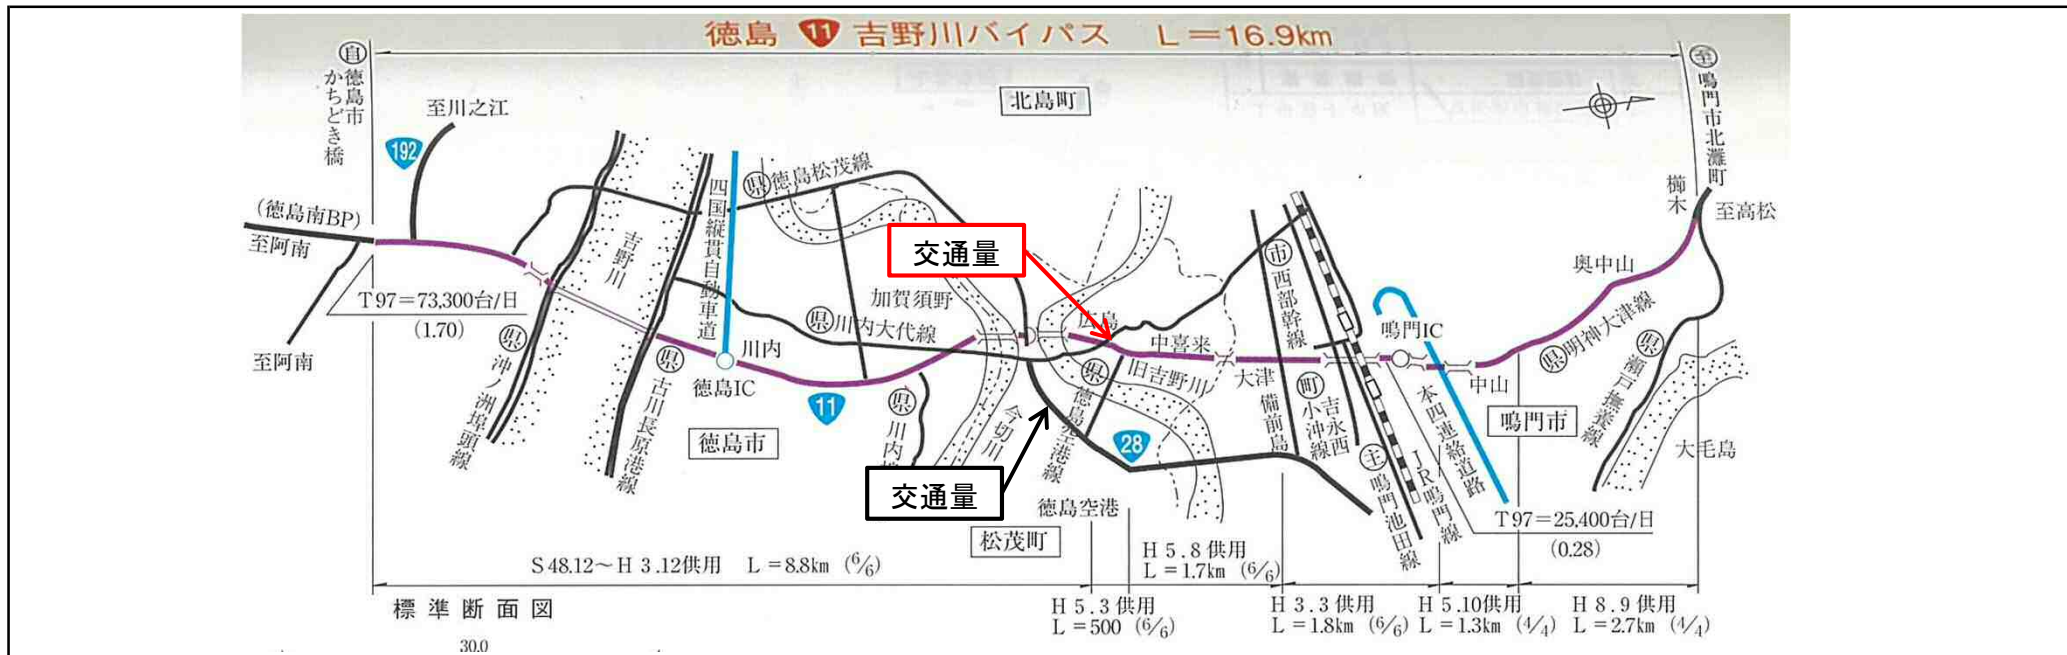 徳島 11 吉野川バイパス L=16.9km
自 徳島市かちどき橋
至 鳴門市北灘町
櫛木
至高松
北島町
至川之江
192
(徳島南BP)
至阿南
至阿南
T97=73,300台/日
(1.70)
吉野川
県 沖ノ洲埠頭線
県 古川長原港線
四国縦貫自動車道
県 徳島松茂線
加賀須野
県 川内大代線
川内
徳島IC
11
徳島市
県 川内
今切川
交通量
広島
中喜来
旧吉野川
県 徳島空港線
28
交通量
徳島空港
松茂町
大津
備前島
市 西部幹線
町 吉永西小沖線
主 鳴門池田線
JR鳴門線
鳴門IC
本四連絡道路
中山
鳴門市
奥中山
県 明神大津線
県 瀬戸撫養線
大毛島
T97=25,400台/日
(0.28)
S48.12～H3.12供用 L=8.8km (6/6)
H5.3供用
L=500 (6/6)
H5.8供用
L=1.7km (6/6)
H3.3供用
L=1.8km (6/6)
H5.10供用
L=1.3km (4/4)
H8.9供用
L=2.7km (4/4)
標準断面図
30.0